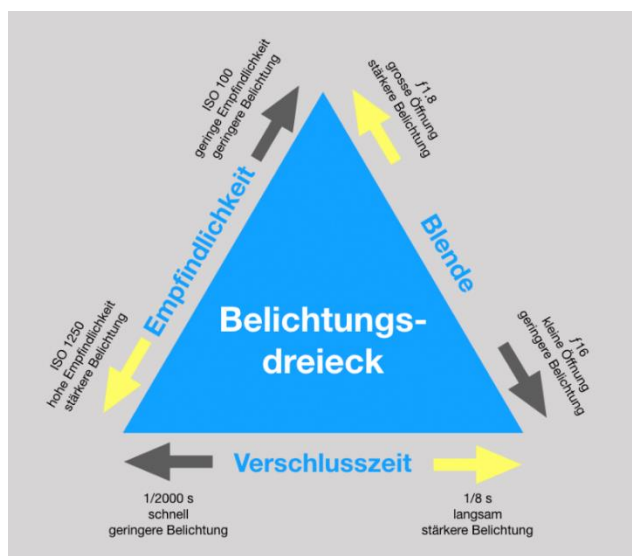 ISO 100
geringe Empfindlichkeit
geringere Belichtung
ƒ1.8
grosse Öffnung
stärkere Belichtung
Empfindlichkeit
Blende
Belichtungs-
dreieck
ISO 1250
hohe Empfindlichkeit
stärkere Belichtung
ƒ16
kleine Öffnung
geringere Belichtung
Verschlusszeit
1/2000 s
schnell
geringere Belichtung
1/8 s
langsam
stärkere Belichtung